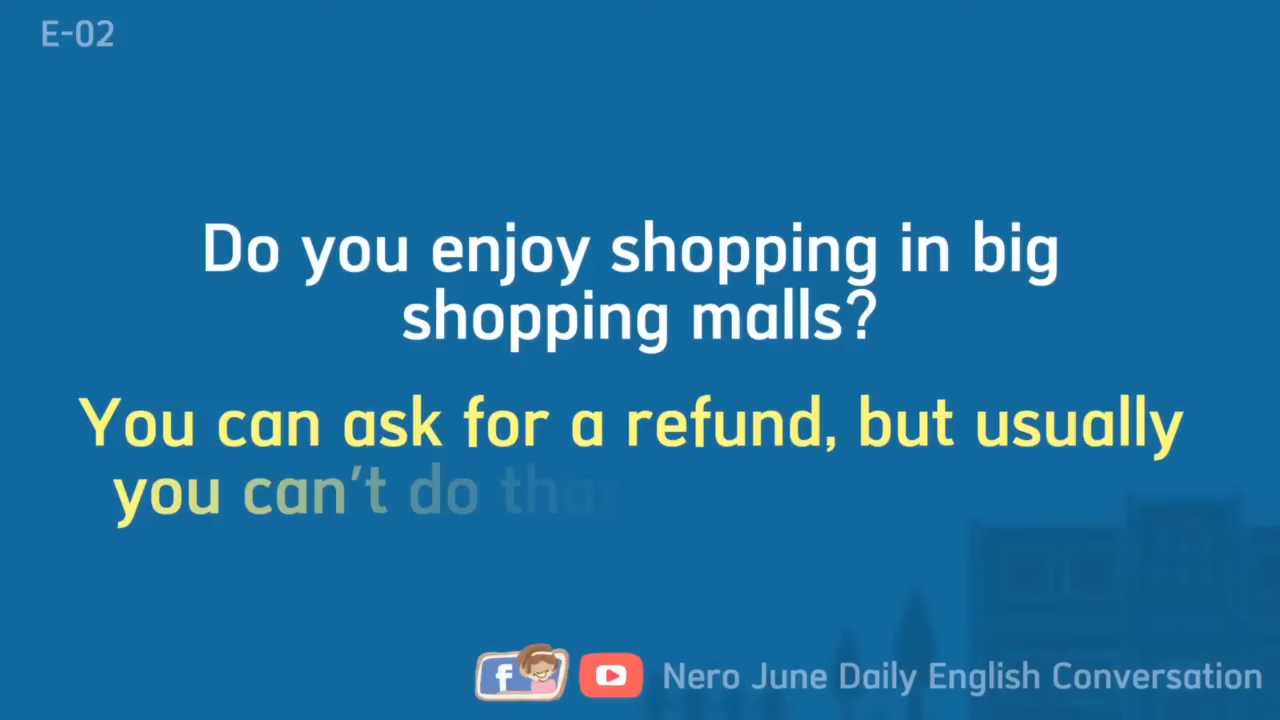 E-02
Do you enjoy shopping in big
shopping malls?
You can ask for a refund, but usually
you can't do that
f
Nero June Daily English Conversation